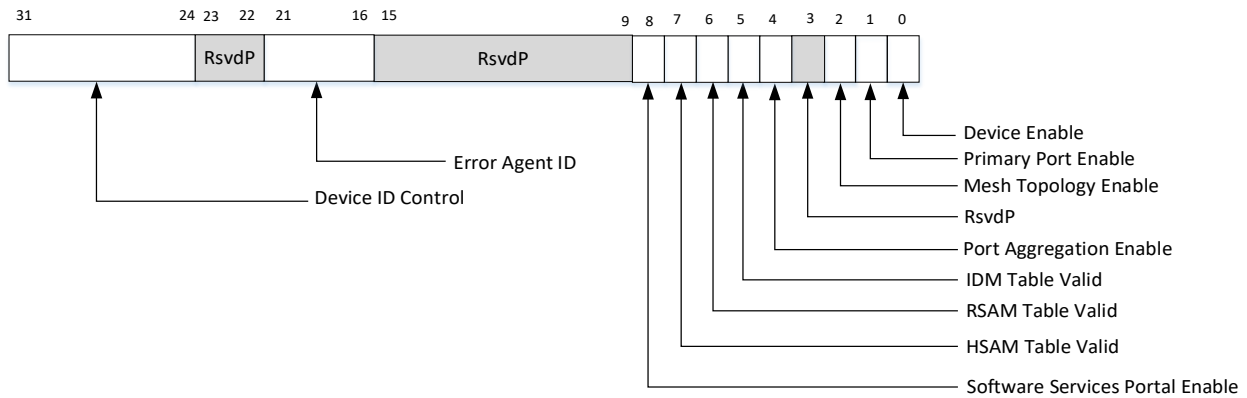 31 24 23 22 21 16 15 9 8 7 6 5 4 3 2 1 0
RsvdP RsvdP
Device Enable
Error Agent ID Primary Port Enable
Mesh Topology Enable
Device ID Control
RsvdP
Port Aggregation Enable
IDM Table Valid
RSAM Table Valid
HSAM Table Valid
Software Services Portal Enable